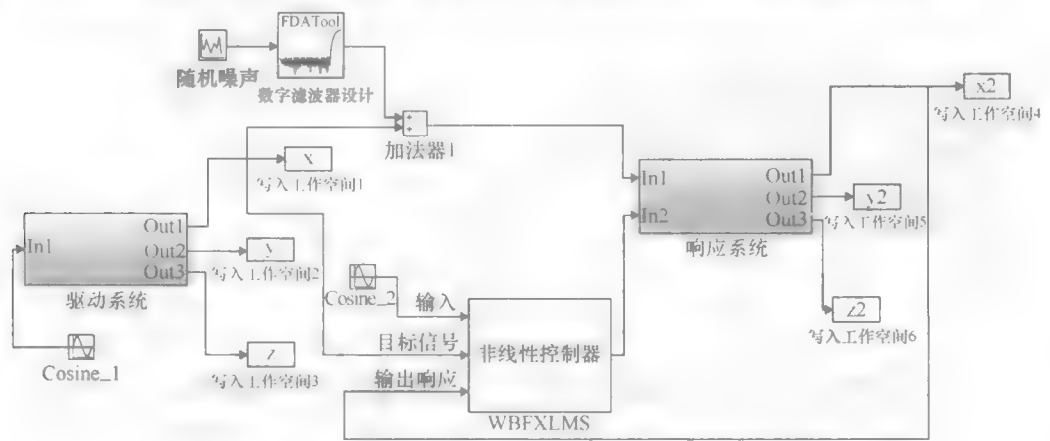 FDATool
随机噪声
数字滤波器设计
加法器1
x2
写入工作空间4
x
写入工作空间1
In1
Out1
Out2
Out3
驱动系统
y
写入工作空间2
z
写入工作空间3
Cosine_1
Cosine_2
输入
目标信号
输出响应
非线性控制器
WBFXLMS
In1
In2
Out1
Out2
Out3
响应系统
y2
写入工作空间5
z2
写入工作空间6